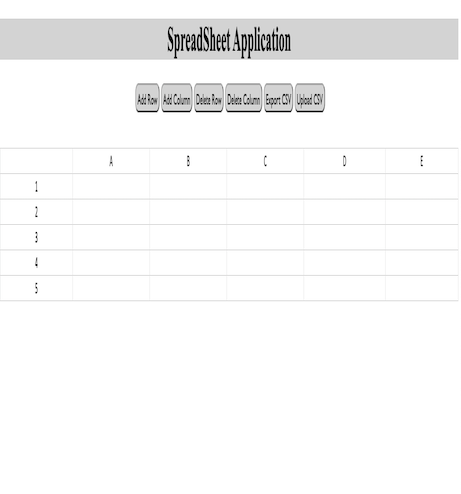 SpreadSheet Application
Add Row Add Column Delete Row Delete Column Export CSV Upload CSV
A B C D E
1
2
3
4
5